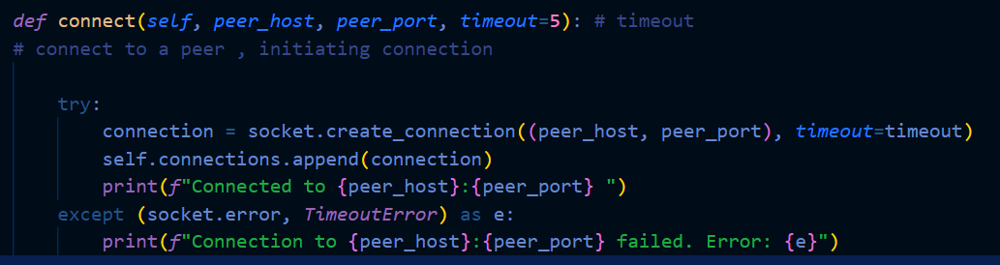 def connect(self, peer_host, peer_port, timeout=5): # timeout
# connect to a peer , initiating connection
try:
connection = socket.create_connection((peer_host, peer_port), timeout=timeout)
self.connections.append(connection)
print(f"Connected to {peer_host}:{peer_port} ")
except (socket.error, TimeoutError) as e:
print(f"Connection to {peer_host}:{peer_port} failed. Error: {e}")